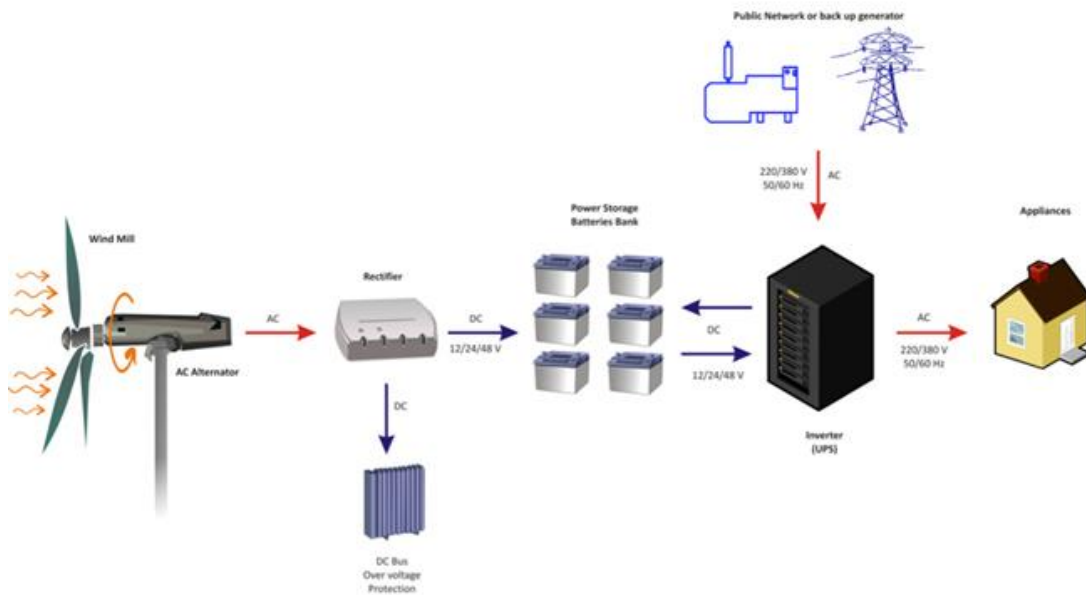 Public Network or back up generator
220/380 V
50/60 Hz
AC
Power Storage
Batteries Bank
Appliances
Wind Mill
Rectifier
AC
DC
12/24/48 V
DC
12/24/48 V
AC
220/380 V
50/60 Hz
AC Alternator
DC
Inverter
(UPS)
DC Bus
Over voltage
Protection